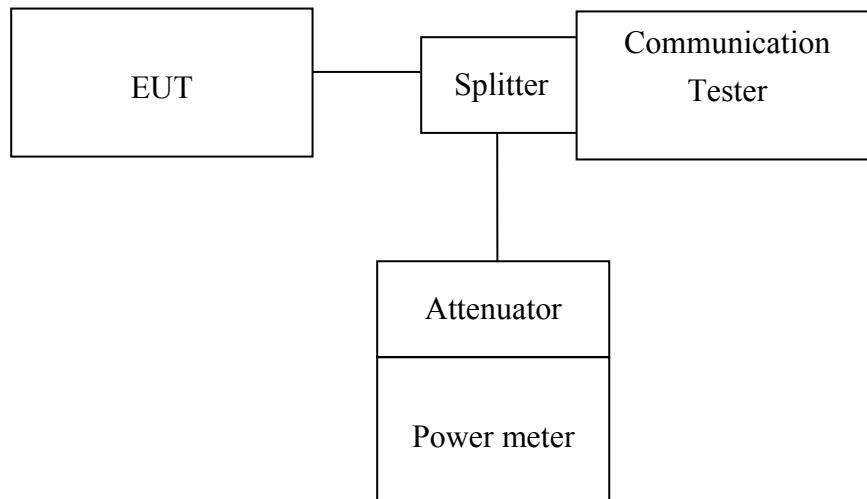 EUT
Splitter
Communication
Tester
Attenuator
Power meter